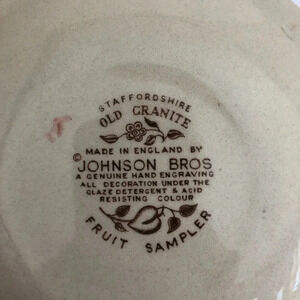 STAFFORDSHIRE
OLD GRANITE
MADE IN ENGLAND BY
© JOHNSON BROS
A GENUINE HAND ENGRAVING
ALL DECORATION UNDER THE
GLAZE DETERGENT & ACID
RESISTING COLOUR
FRUIT SAMPLER